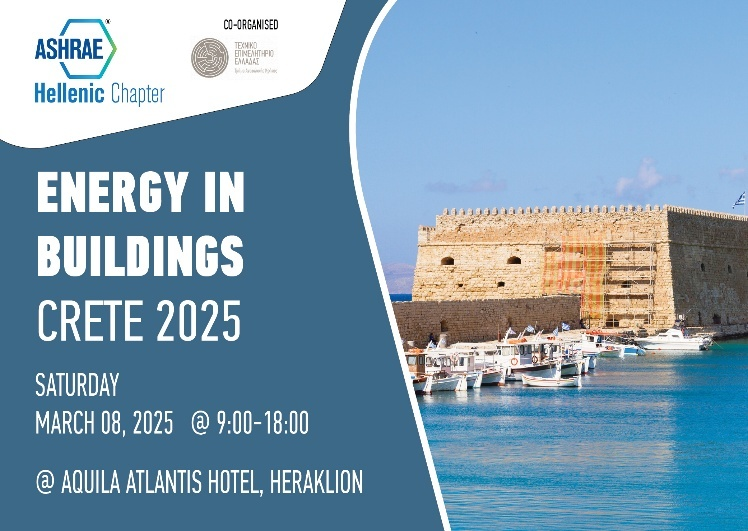 ASHRAE
Hellenic Chapter
CO-ORGANISED
ΤΕΧΝΙΚΟ
ΕΠΙΜΕΛΗΤΗΡΙΟ
ΕΛΛΑΔΑΣ
ENERGY IN
BUILDINGS
CRETE 2025
SATURDAY
MARCH 08, 2025 @ 9:00-18:00
@ AQUILA ATLANTIS HOTEL, HERAKLION